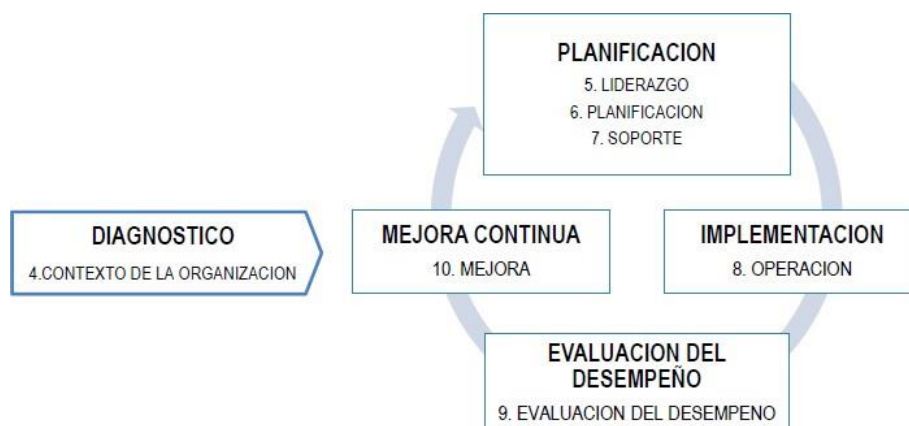 PLANIFICACION
5. LIDERAZGO
6. PLANIFICACION
7. SOPORTE
DIAGNOSTICO
4.CONTEXTO DE LA ORGANIZACION
MEJORA CONTINUA
10. MEJORA
IMPLEMENTACION
8. OPERACION
EVALUACION DEL
DESEMPEÑO
9. EVALUACION DEL DESEMPENO